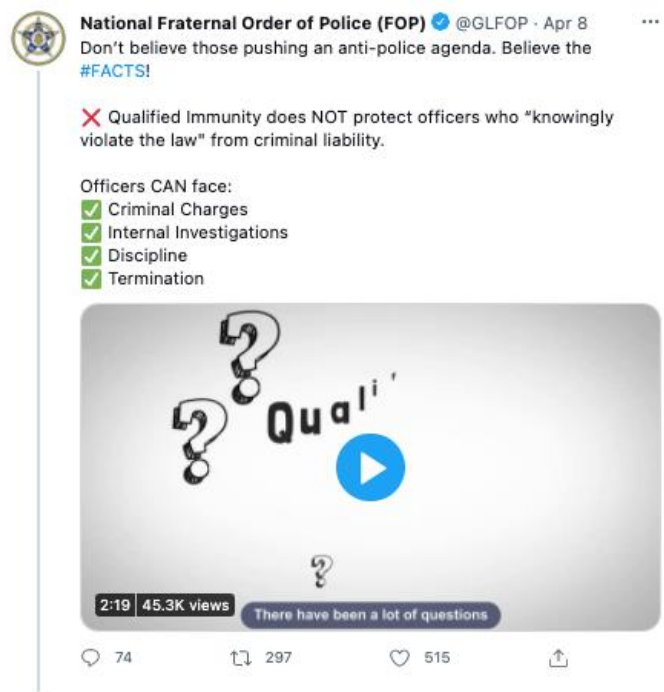 National Fraternal Order of Police (FOP) @GLFOP · Apr 8
Don't believe those pushing an anti-police agenda. Believe the
#FACTS!
❌ Qualified Immunity does NOT protect officers who "knowingly
violate the law" from criminal liability.
Officers CAN face:
✅ Criminal Charges
✅ Internal Investigations
✅ Discipline
✅ Termination
? Quali
?
?
2:19 45.3K views
There have been a lot of questions
74 297 515